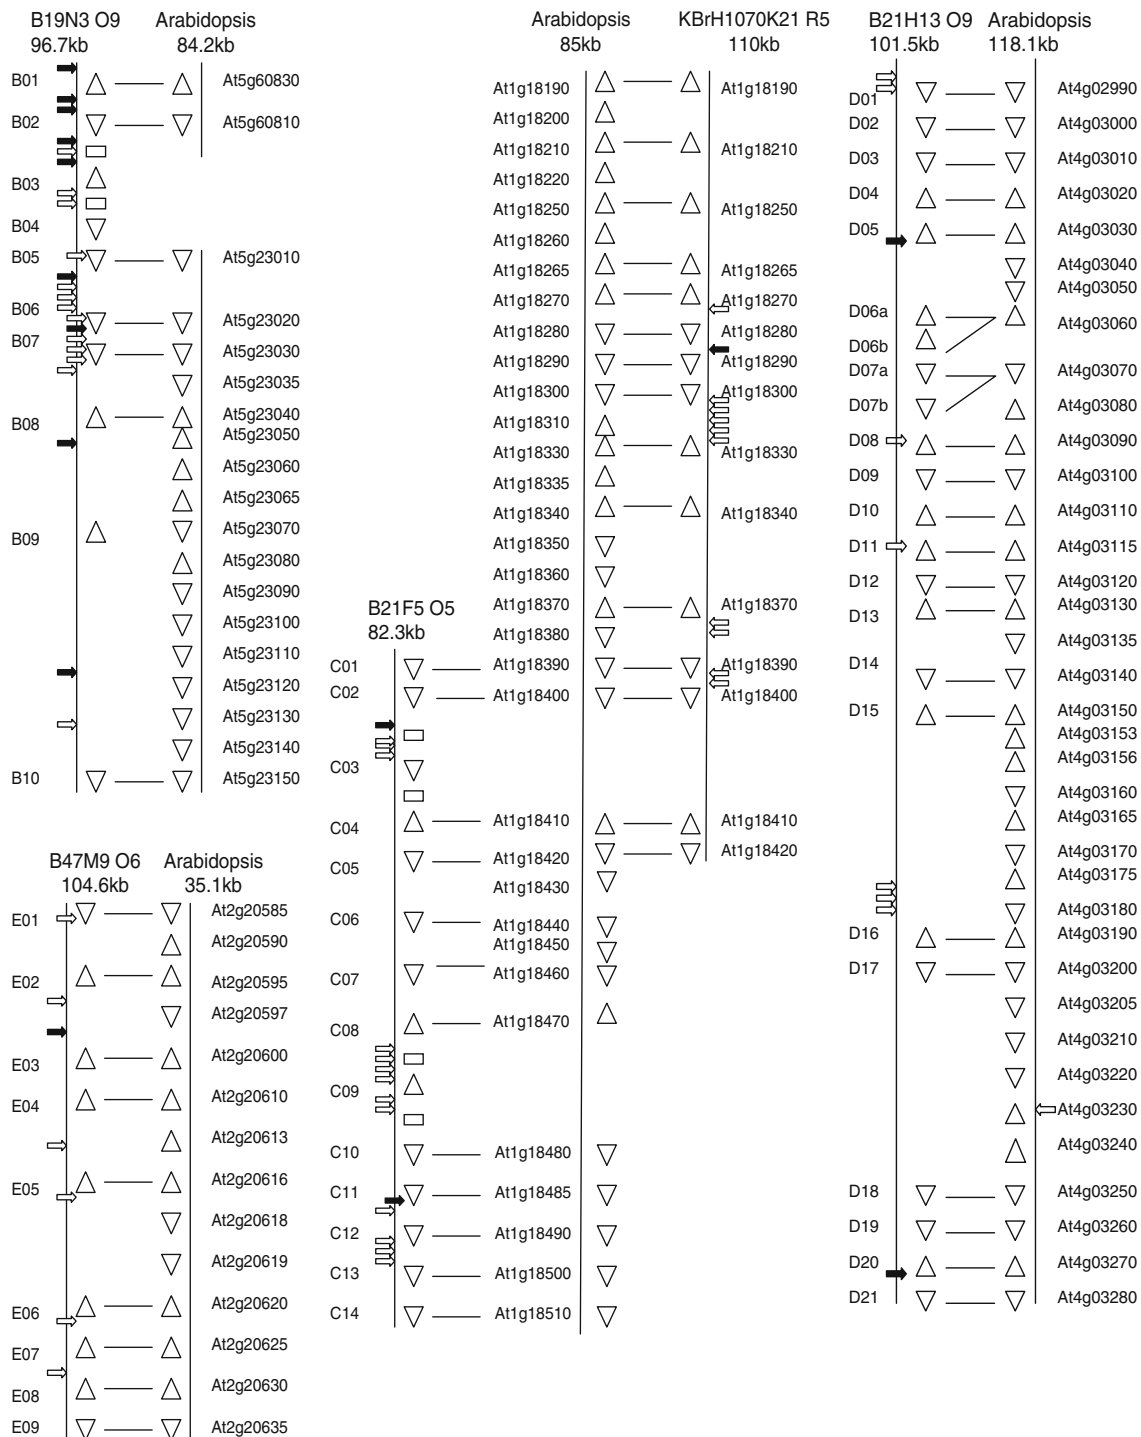 B19N3 O9 Arabidopsis
96.7kb 84.2kb
B01 At5g60830
B02 At5g60810
B03
B04
B05 At5g23010
B06 At5g23020
B07 At5g23030
At5g23035
B08 At5g23040
At5g23050
At5g23060
At5g23065
B09 At5g23070
At5g23080
At5g23090
At5g23100
At5g23110
At5g23120
At5g23130
At5g23140
B10 At5g23150
B47M9 O6 Arabidopsis
104.6kb 35.1kb
E01 At2g20585
At2g20590
E02 At2g20595
At2g20597
E03 At2g20600
E04 At2g20610
At2g20613
E05 At2g20616
At2g20618
At2g20619
E06 At2g20620
E07 At2g20625
E08 At2g20630
E09 At2g20635
Arabidopsis KBrH1070K21 R5
85kb 110kb
At1g18190 At1g18190
At1g18200
At1g18210 At1g18210
At1g18220
At1g18250 At1g18250
At1g18260
At1g18265 At1g18265
At1g18270 At1g18270
At1g18280 At1g18280
At1g18290 At1g18290
At1g18300 At1g18300
At1g18310
At1g18330 At1g18330
At1g18335
At1g18340 At1g18340
At1g18350
At1g18360
At1g18370 At1g18370
At1g18380
B21F5 O5
82.3kb
C01 At1g18390 At1g18390
C02 At1g18400 At1g18400
C03
C04 At1g18410 At1g18410
C05 At1g18420 At1g18420
At1g18430
C06 At1g18440
At1g18450
C07 At1g18460
C08 At1g18470
C09
C10 At1g18480
C11 At1g18485
C12 At1g18490
C13 At1g18500
C14 At1g18510
B21H13 O9 Arabidopsis
101.5kb 118.1kb
D01 At4g02990
D02 At4g03000
D03 At4g03010
D04 At4g03020
D05 At4g03030
At4g03040
At4g03050
D06a At4g03060
D06b
D07a At4g03070
D07b At4g03080
D08 At4g03090
D09 At4g03100
D10 At4g03110
D11 At4g03115
D12 At4g03120
D13 At4g03130
At4g03135
D14 At4g03140
D15 At4g03150
At4g03153
At4g03156
At4g03160
At4g03165
At4g03170
At4g03175
At4g03180
D16 At4g03190
D17 At4g03200
At4g03205
At4g03210
At4g03220
At4g03230
At4g03240
D18 At4g03250
D19 At4g03260
D20 At4g03270
D21 At4g03280